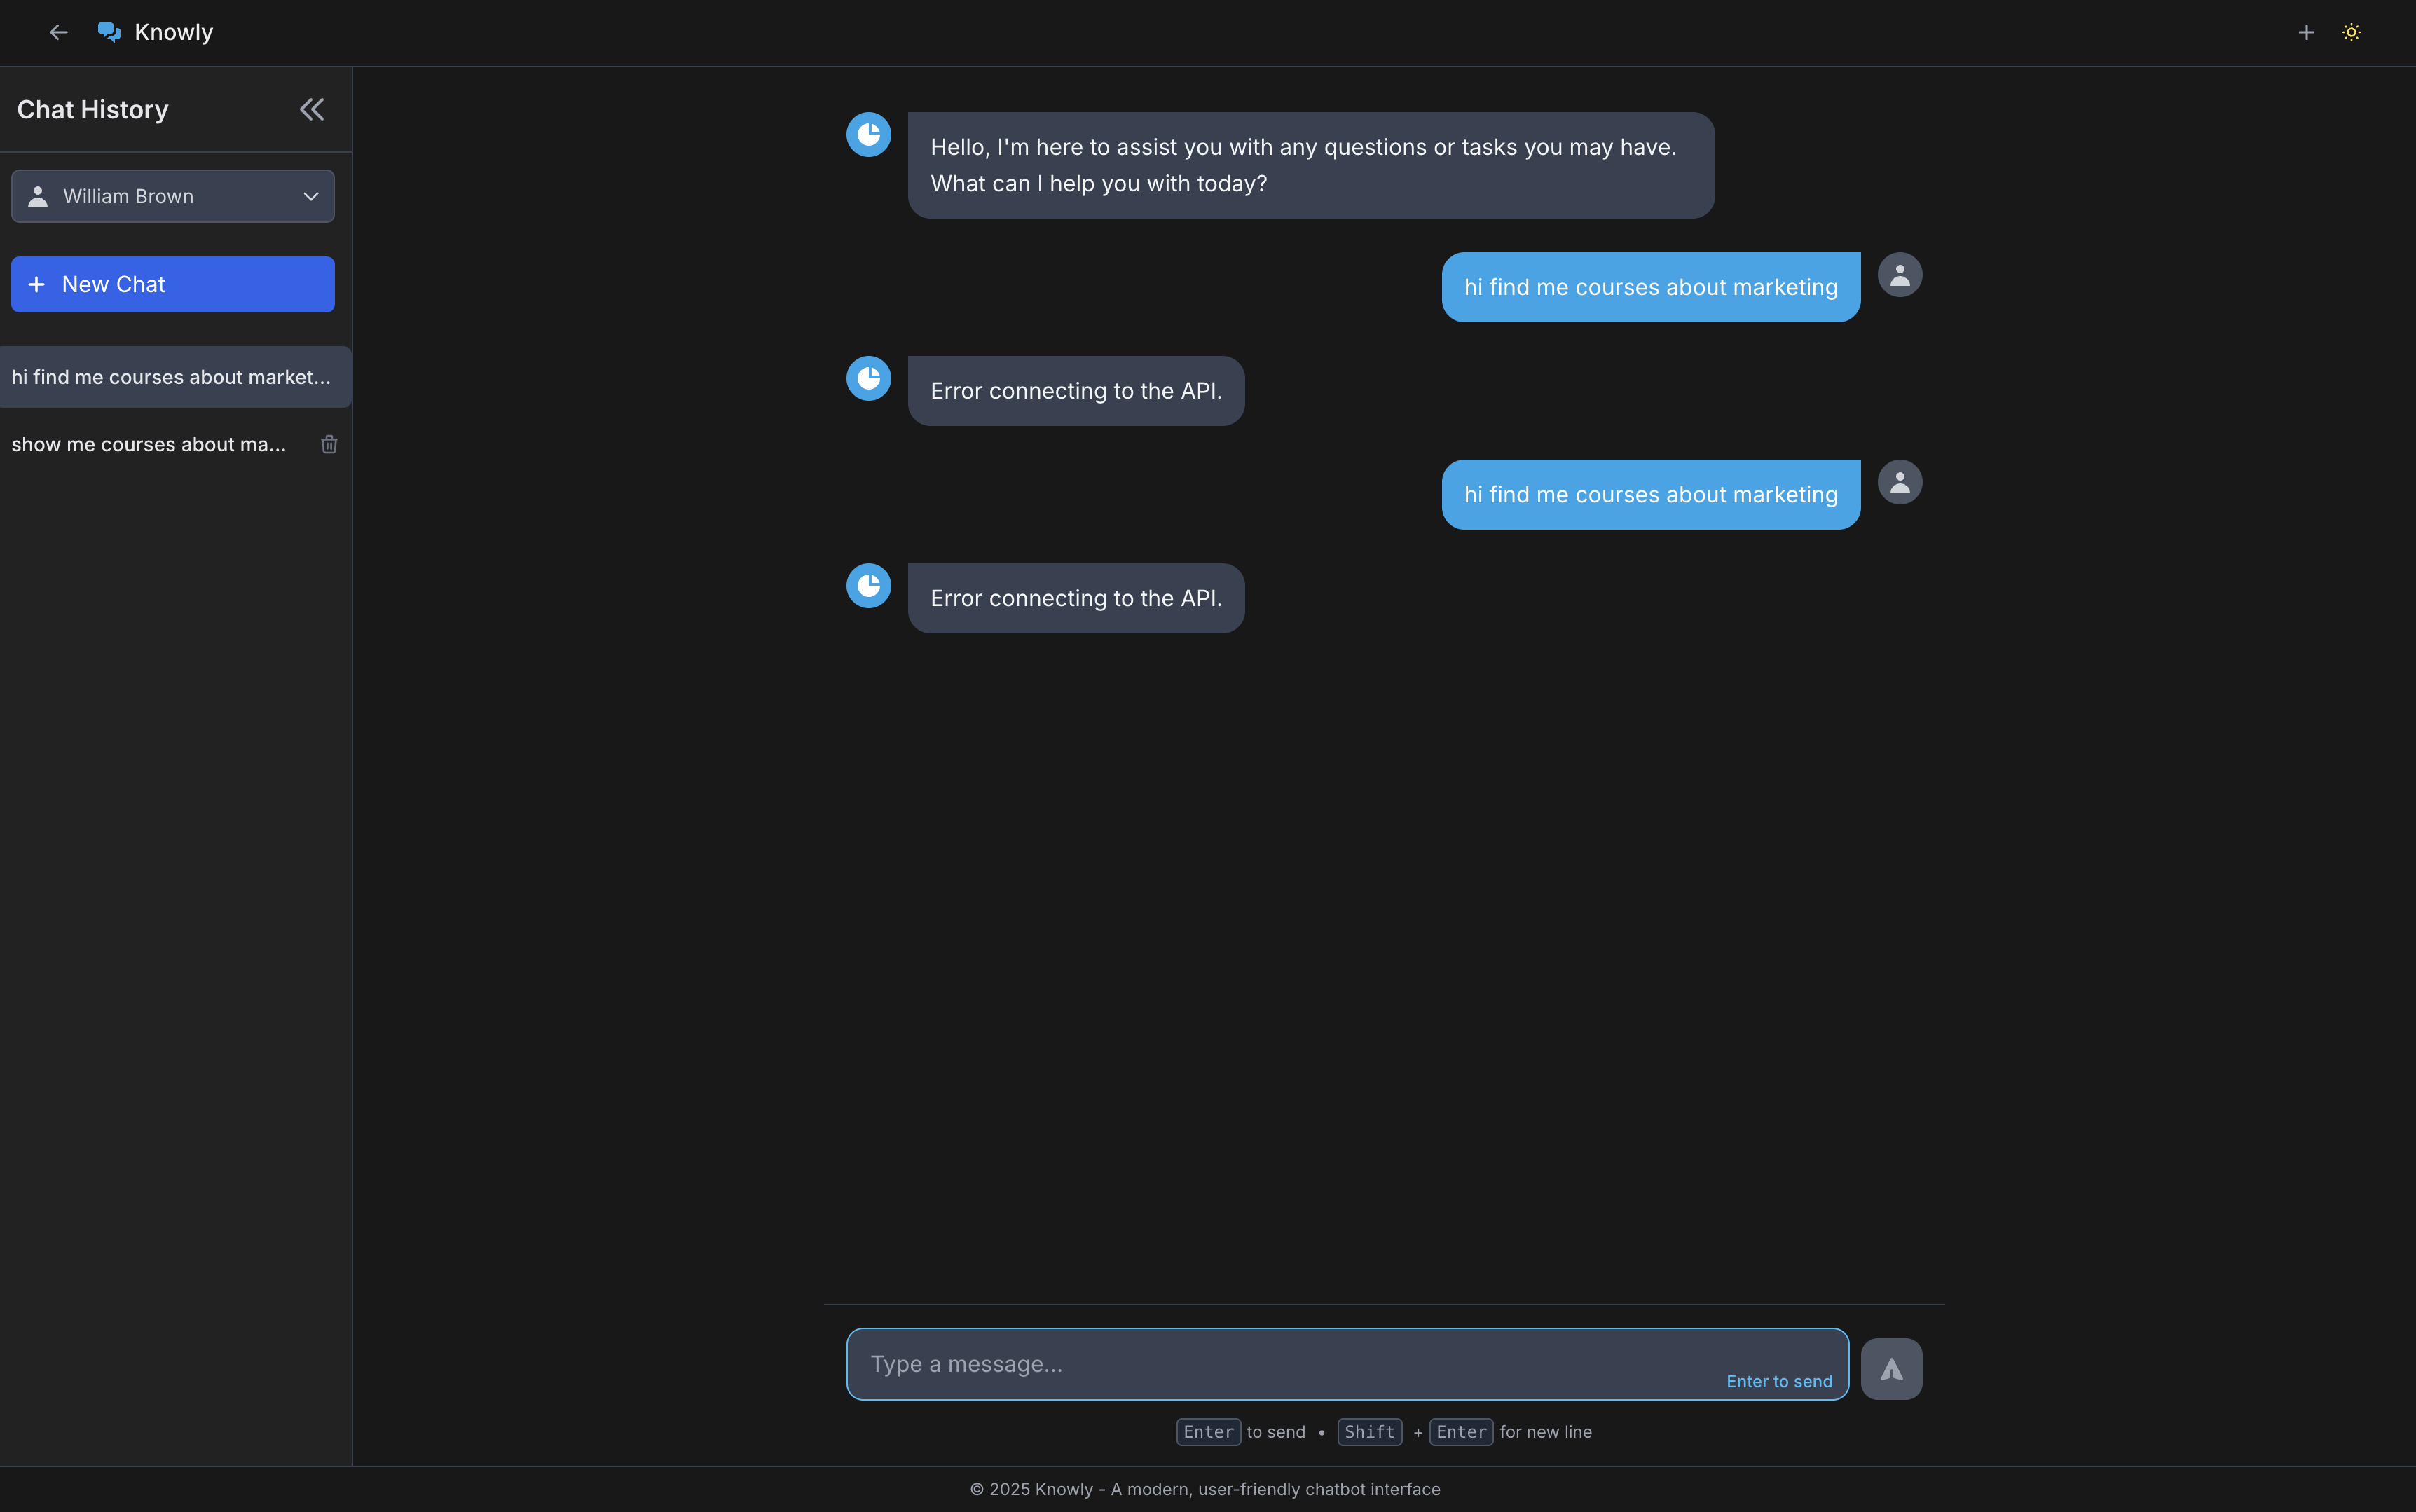 Knowly
Chat History
William Brown
New Chat
hi find me courses about market...
show me courses about ma...
Hello, I'm here to assist you with any questions or tasks you may have.
What can I help you with today?
hi find me courses about marketing
Error connecting to the API.
hi find me courses about marketing
Error connecting to the API.
Type a message...
Enter to send
Enter to send • Shift + Enter for new line
© 2025 Knowly - A modern, user-friendly chatbot interface